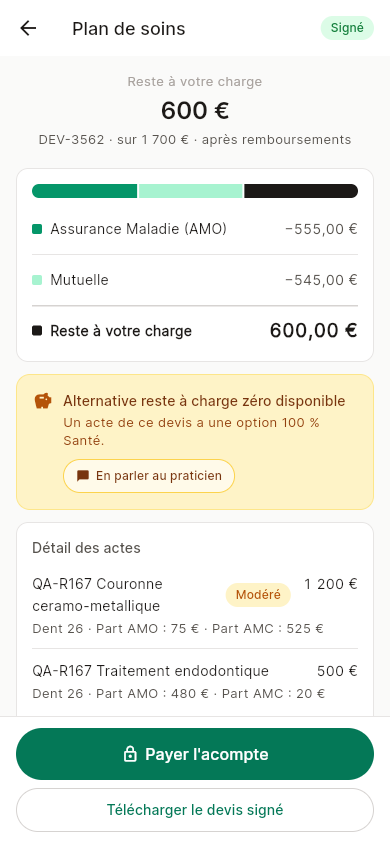 Plan de soins
Signé
Reste à votre charge
600 €
DEV-3562 · sur 1 700 € · après remboursements
Assurance Maladie (AMO) −555,00 €
Mutuelle −545,00 €
Reste à votre charge 600,00 €
Alternative reste à charge zéro disponible
Un acte de ce devis a une option 100 %
Santé.
En parler au praticien
Détail des actes
QA-R167 Couronne
ceramo-metallique
Modéré
1 200 €
Dent 26 · Part AMO : 75 € · Part AMC : 525 €
QA-R167 Traitement endodontique 500 €
Dent 26 · Part AMO : 480 € · Part AMC : 20 €
Payer l'acompte
Télécharger le devis signé